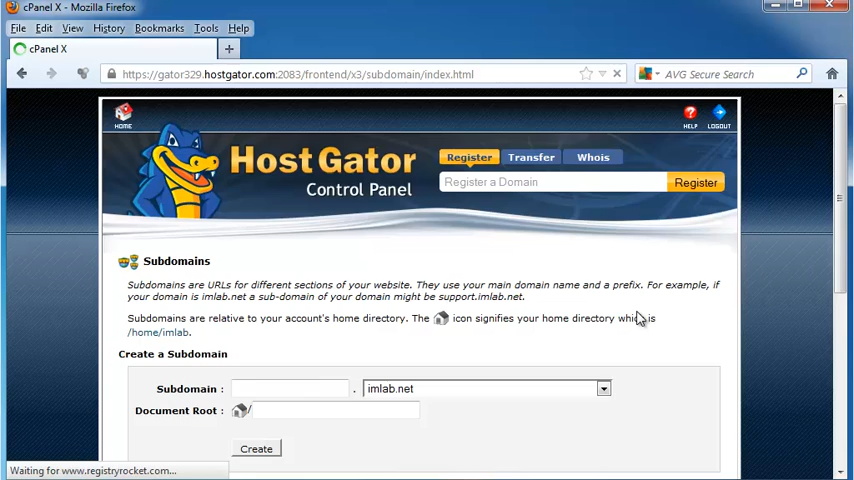 cPanel X - Mozilla Firefox
File Edit View History Bookmarks Tools Help
cPanel X
https://gator329.hostgator.com:2083/frontend/x3/subdomain/index.html
AVG Secure Search
HOME
HELP LOGOUT
HostGator
Control Panel
Register Transfer Whois
Register a Domain Register
Subdomains
Subdomains are URLs for different sections of your website. They use your main domain name and a prefix. For example, if
your domain is imlab.net a sub-domain of your domain might be support.imlab.net.
Subdomains are relative to your account's home directory. The icon signifies your home directory which is
/home/imlab.
Create a Subdomain
Subdomain : . imlab.net
Document Root : /
Create
Waiting for www.registryrocket.com...